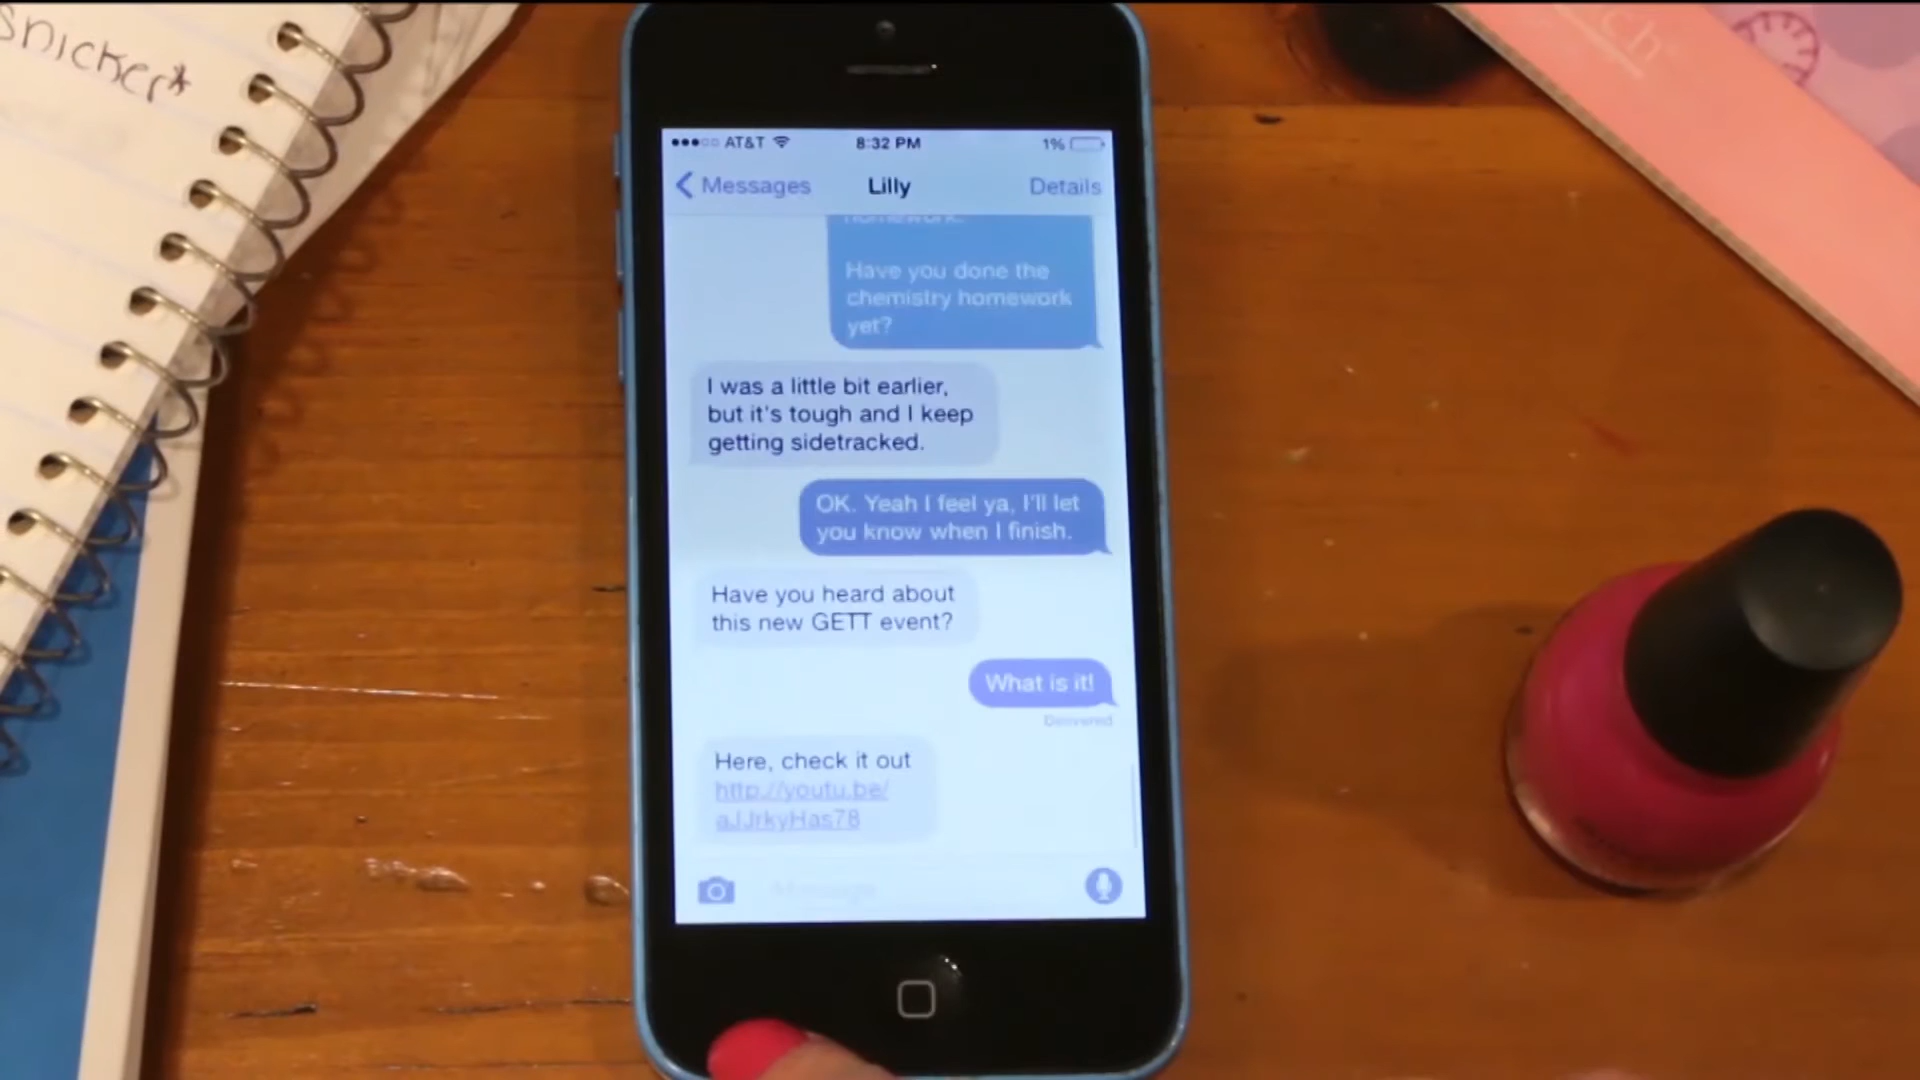 snicker*
AT&T 8:32 PM 1%
Messages Lilly Details
homework.
Have you done the
chemistry homework
yet?
I was a little bit earlier,
but it's tough and I keep
getting sidetracked.
OK. Yeah I feel ya, I'll let
you know when I finish.
Have you heard about
this new GETT event?
What is it!
Delivered
Here, check it out
http://youtu.be/
aJJrkyHas78
Message